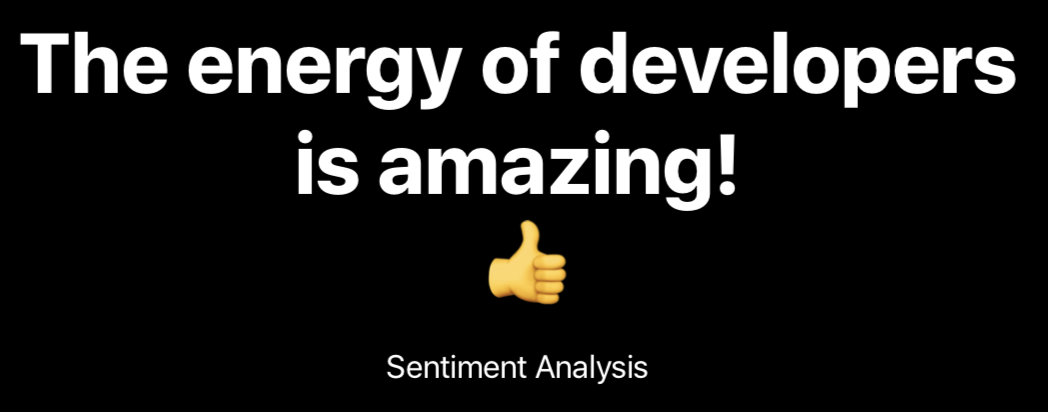 The energy of developers
is amazing!
👍
Sentiment Analysis